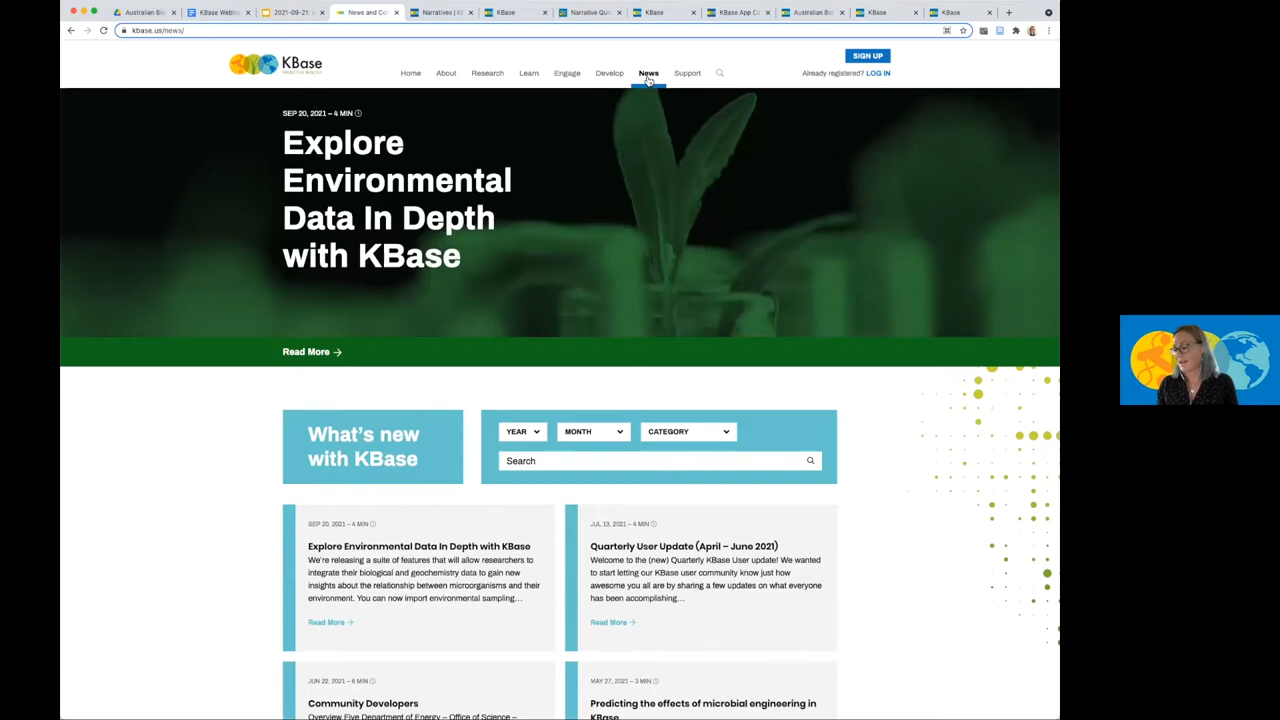 Australian Bio
KBase Webina
2021-09-21:
News and Co
Narratives | K
KBase
Narrative Qui
KBase
KBase App Ca
Australian Bio
KBase
KBase
kbase.us/news/
KBase
PREDICTIVE BIOLOGY
Home
About
Research
Learn
Engage
Develop
News
Support
SIGN UP
Already registered? LOG IN
SEP 20, 2021 – 4 MIN
Explore
Environmental
Data In Depth
with KBase
Read More
What's new
with KBase
YEAR
MONTH
CATEGORY
Search
SEP 20, 2021 – 4 MIN
Explore Environmental Data In Depth with KBase
We're releasing a suite of features that will allow researchers to
integrate their biological and geochemistry data to gain new
insights about the relationship between microorganisms and their
environment. You can now import environmental sampling...
Read More
JUL 13, 2021 – 4 MIN
Quarterly User Update (April – June 2021)
Welcome to the (new) Quarterly KBase User update! We wanted
to start letting our KBase user community know just how
awesome you all are by sharing a few updates on what everyone
has been accomplishing...
Read More
JUN 22, 2021 – 6 MIN
Community Developers
Overview Five Department of Energy – Office of Science –
MAY 27, 2021 – 3 MIN
Predicting the effects of microbial engineering in
KBase